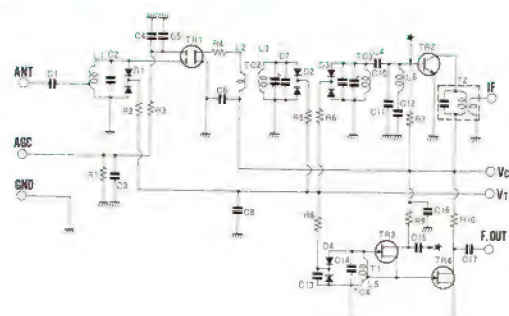 C4 C5 TR1 R4 L2 L3
L1 C2 D1 TC2 C7 D2 D3 TC3 TR2
ANT C1 C10 L6 T2 IF
R2 R3 C6 R5 R6 C11 C12 R7
AGC
R1 C3
Vc
GND
VT
C8 R8 R9 C16 R10
F.OUT
D4 TR3 C15 C17
C14 T1 TR4
C13 L5